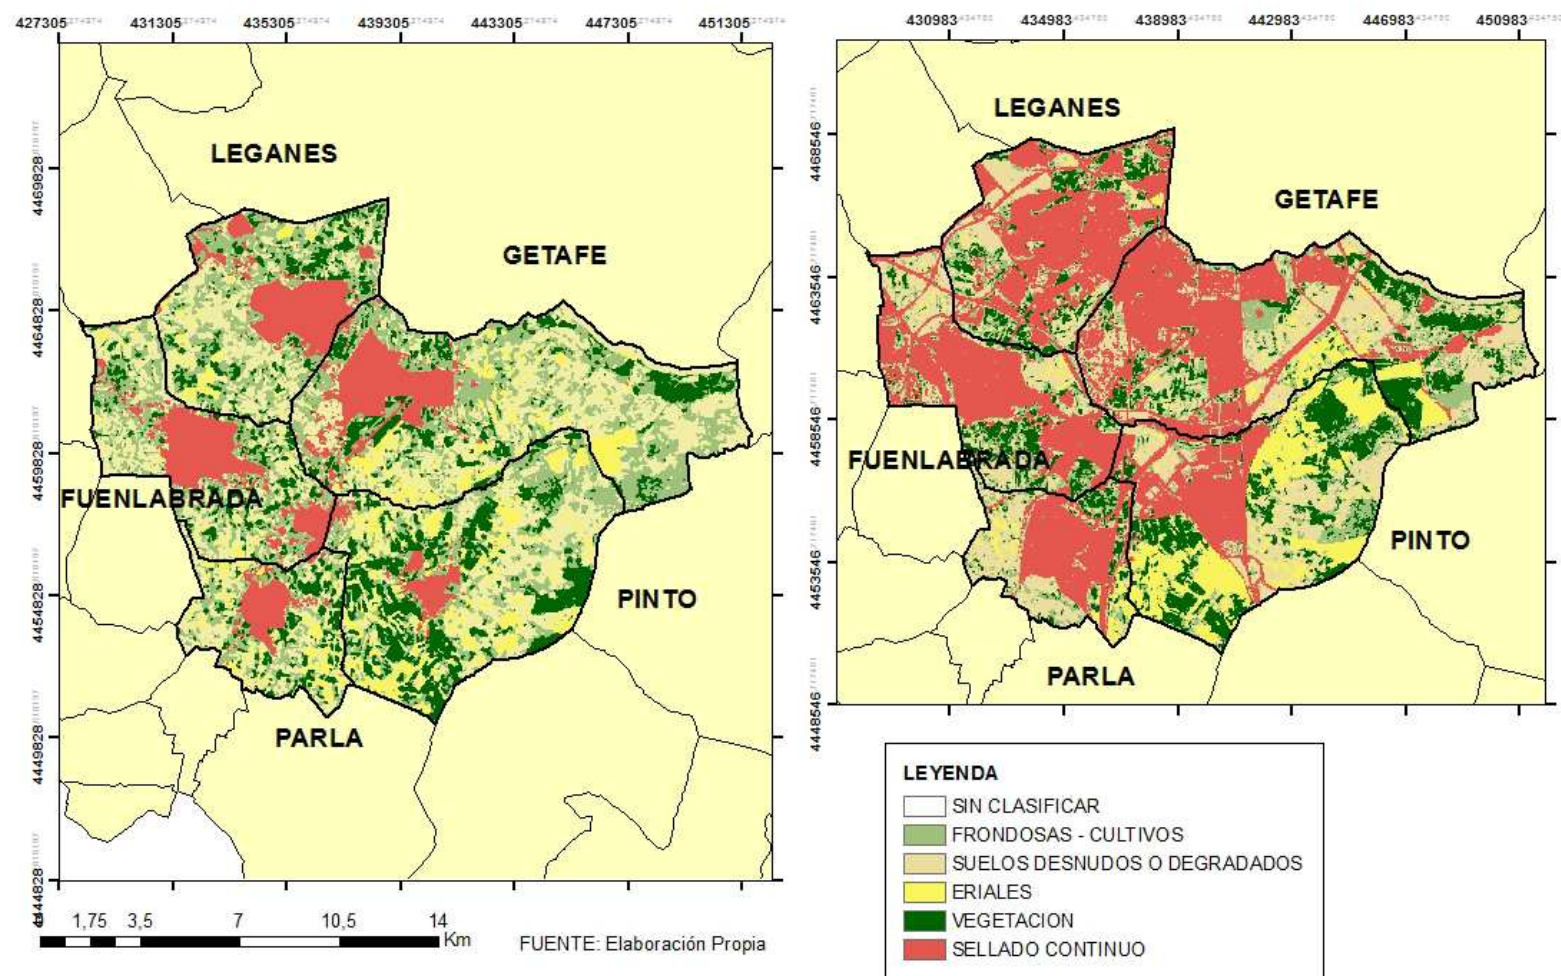 427305 431305 435305 439305 443305 447305 451305
4469828
4464828
4459828
4454828
4449828
4444828
LEGANES
GETAFE
FUENLABRADA
PINTO
PARLA
0 1,75 3,5 7 10,5 14
Km
FUENTE: Elaboración Propia
430983 434983 438983 442983 446983 450983
4468546
4463546
4458546
4453546
4448546
LEGANES
GETAFE
FUENLABRADA
PINTO
PARLA
LEYENDA
SIN CLASIFICAR
FRONDOSAS - CULTIVOS
SUELOS DESNUDOS O DEGRADADOS
ERIALES
VEGETACION
SELLADO CONTINUO